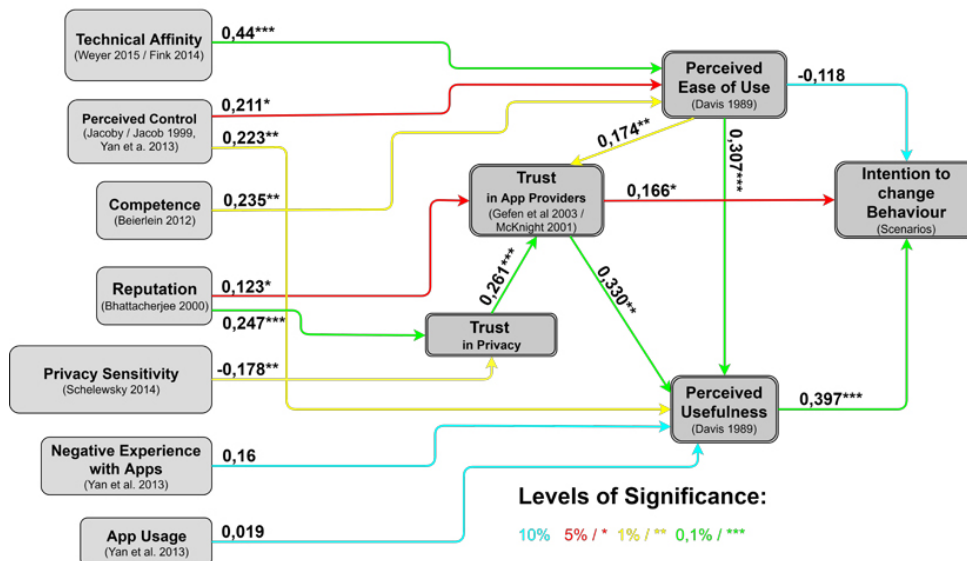 Technical Affinity
(Weyer 2015 / Fink 2014)
0,44***
Perceived Control
(Jacoby / Jacob 1999,
Yan et a. 2013)
0,211*
0,223**
Competence
(Beierlein 2012)
0,235**
Reputation
(Bhattacherjee 2000)
0,123*
0,247***
Privacy Sensitivity
(Schelewsky 2014)
-0,178**
Negative Experience
with Apps
(Yan et al. 2013)
0,16
App Usage
(Yan et al. 2013)
0,019
Perceived
Ease of Use
(Davis 1989)
-0,118
0,174**
0,307***
Trust
in App Providers
(Gefen et al 2003 /
McKnight 2001)
0,166*
0,261***
0,330**
Trust
in Privacy
Perceived
Usefulness
(Davis 1989)
0,397***
Intention to
change
Behaviour
(Scenarios)
Levels of Significance:
10% 5% / * 1% / ** 0,1% / ***